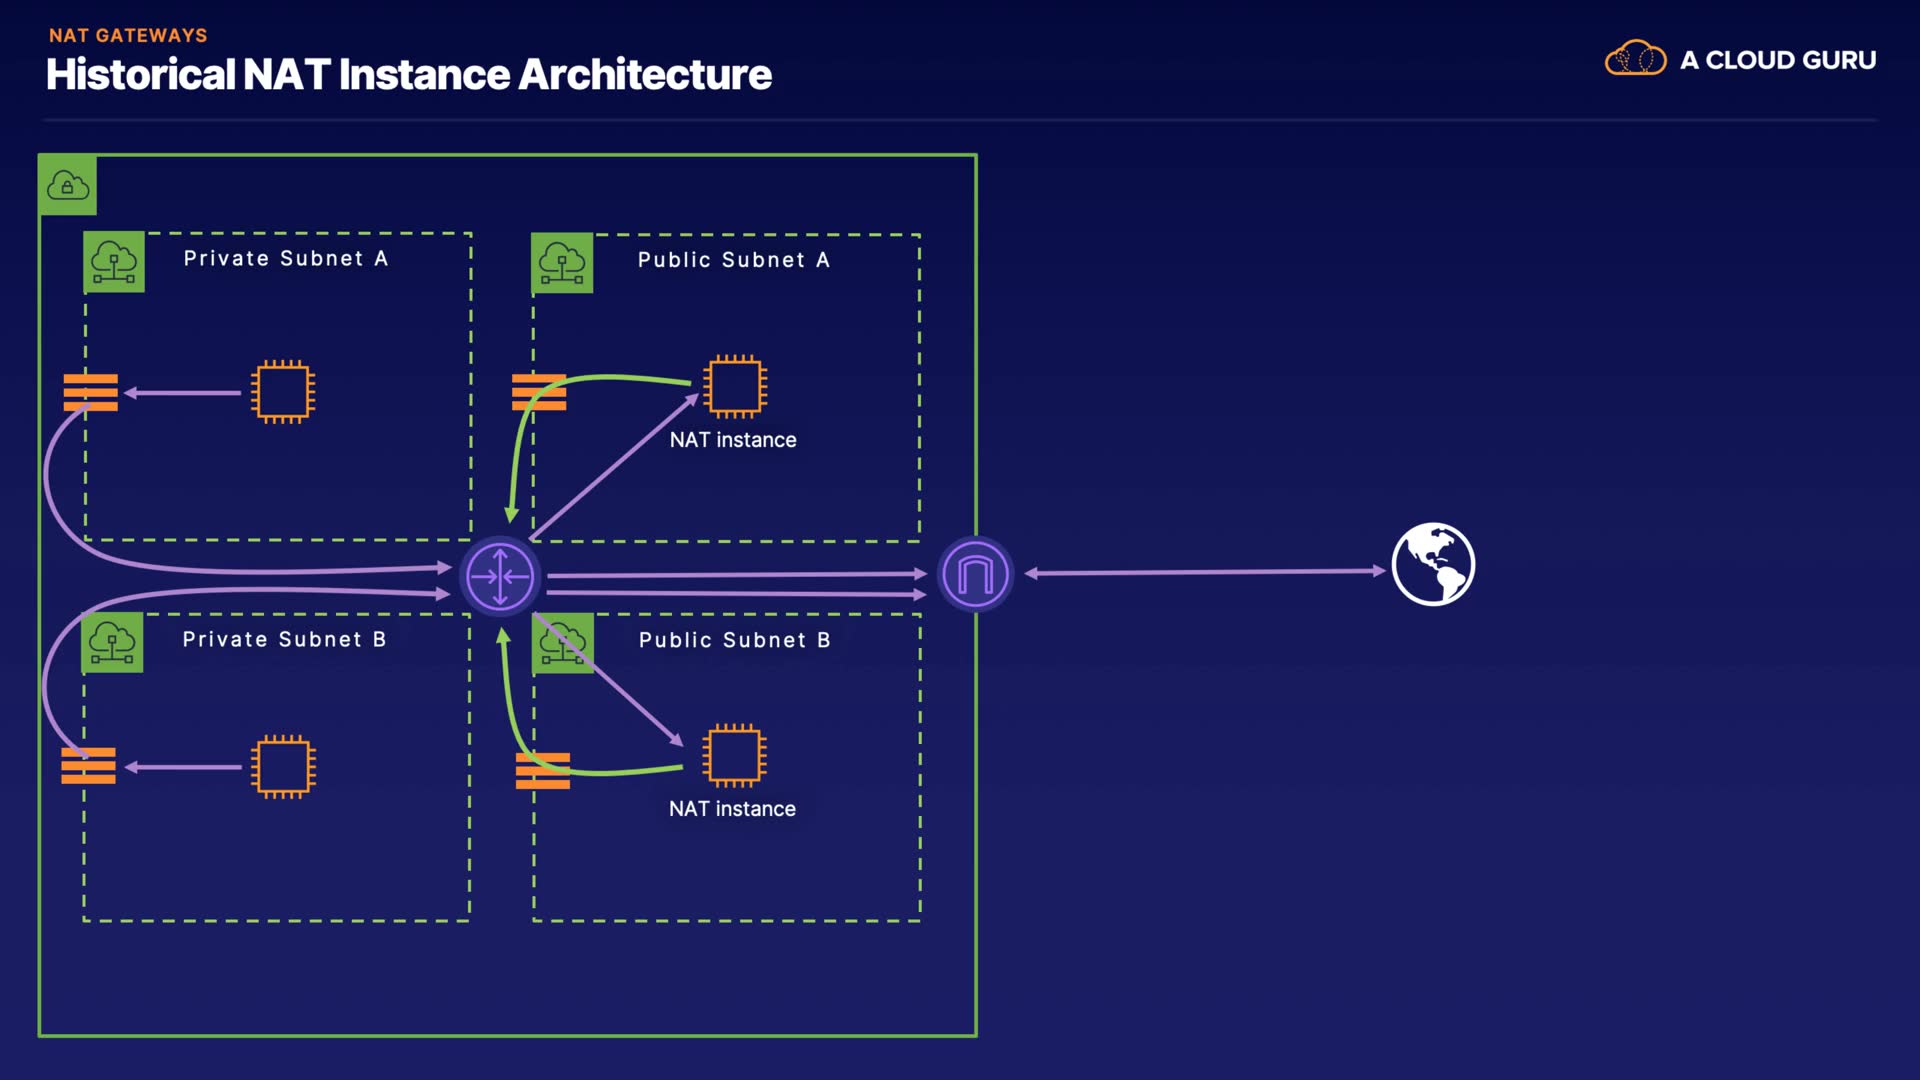 NAT GATEWAYS
Historical NAT Instance Architecture
A CLOUD GURU
Private Subnet A
Public Subnet A
NAT instance
Private Subnet B
Public Subnet B
NAT instance